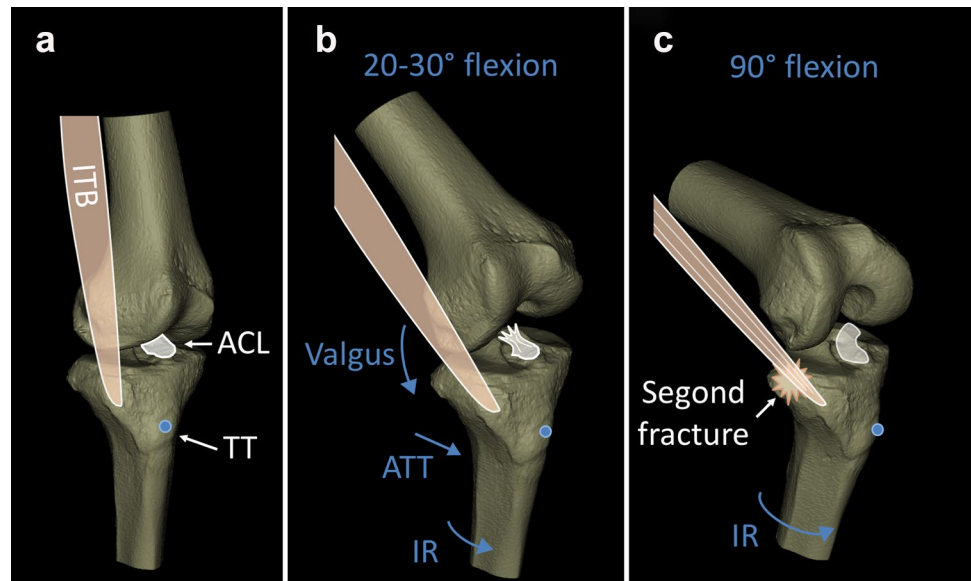 a
ITB
ACL
TT
b
20-30° flexion
Valgus
ATT
IR
c
90° flexion
Segond
fracture
IR